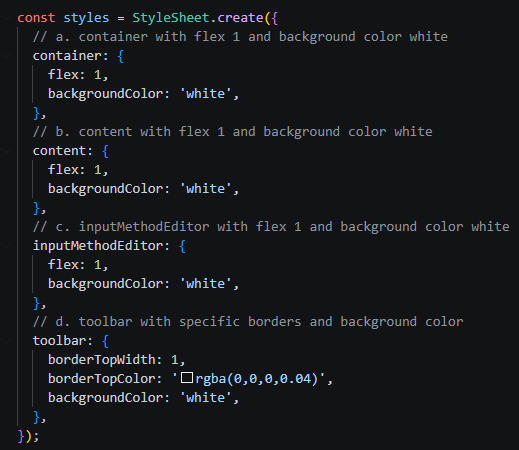 const styles = StyleSheet.create({
  // a. container with flex 1 and background color white
  container: {
    flex: 1,
    backgroundColor: 'white',
  },
  // b. content with flex 1 and background color white
  content: {
    flex: 1,
    backgroundColor: 'white',
  },
  // c. inputMethodEditor with flex 1 and background color white
  inputMethodEditor: {
    flex: 1,
    backgroundColor: 'white',
  },
  // d. toolbar with specific borders and background color
  toolbar: {
    borderTopWidth: 1,
    borderTopColor: 'rgba(0,0,0,0.04)',
    backgroundColor: 'white',
  },
});